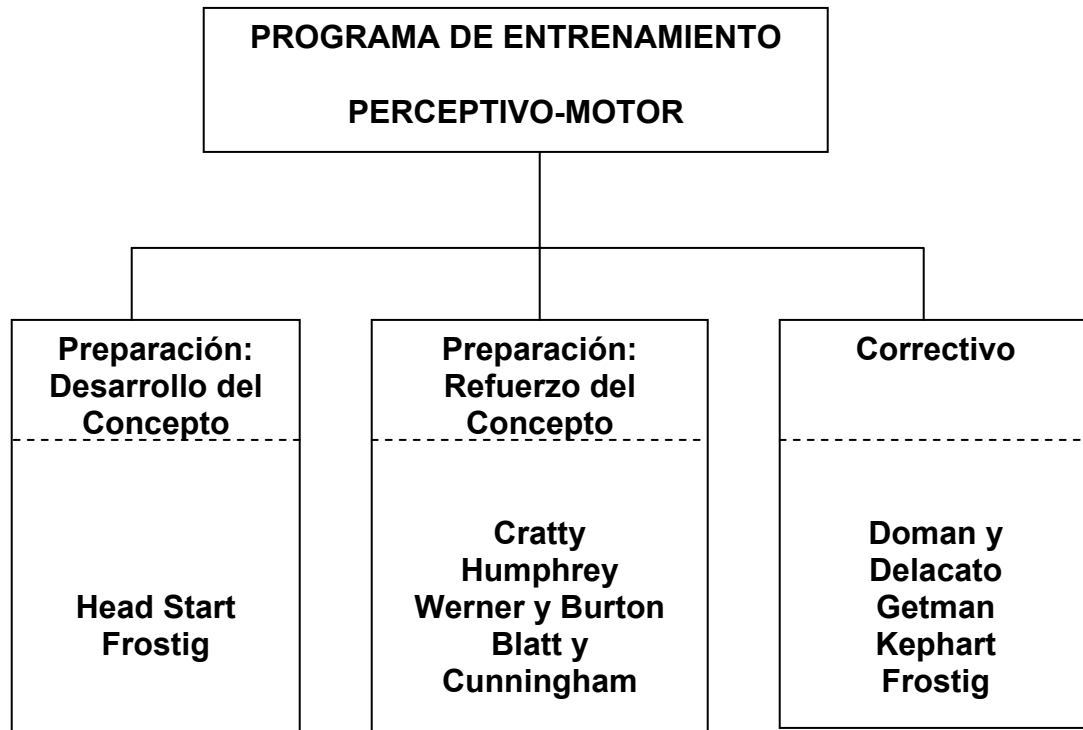 PROGRAMA DE ENTRENAMIENTO
PERCEPTIVO-MOTOR
Preparación:
Desarrollo del
Concepto
Head Start
Frostig
Preparación:
Refuerzo del
Concepto
Cratty
Humphrey
Werner y Burton
Blatt y
Cunningham
Correctivo
Doman y
Delacato
Getman
Kephart
Frostig